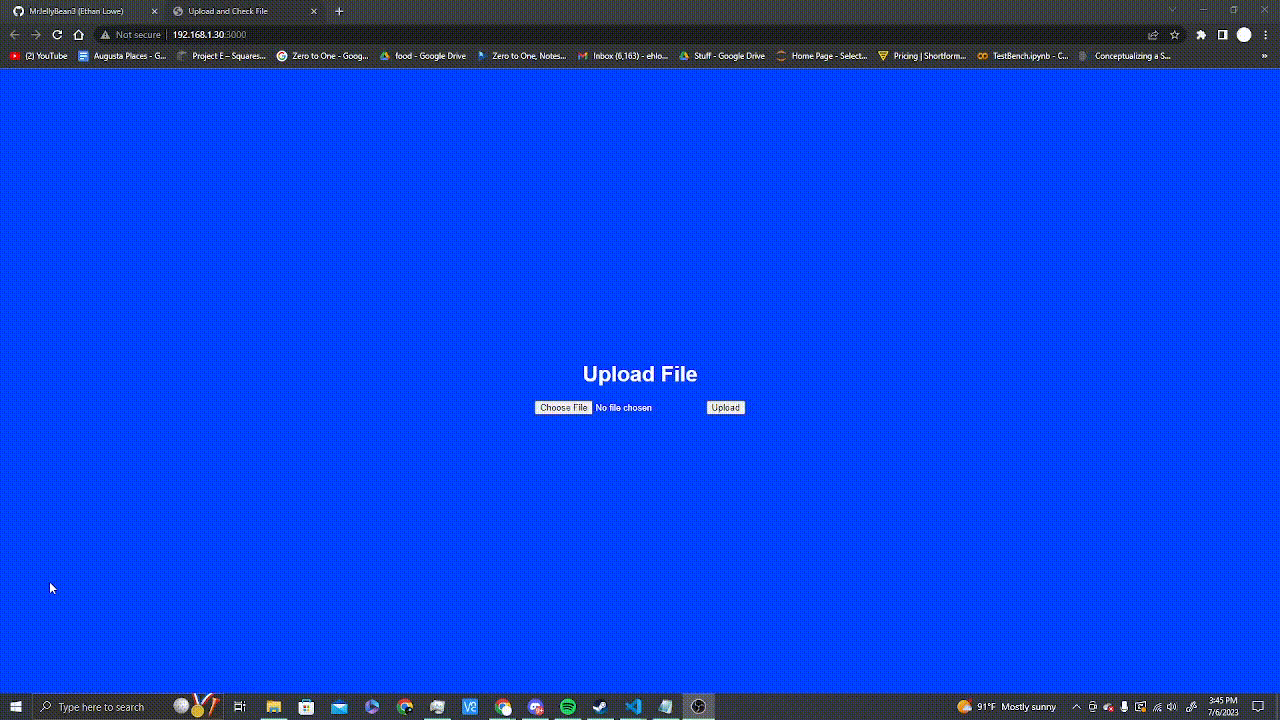 MrJellyBean3 (Ethan Lowe)
Upload and Check File
Not secure
192.168.1.30:3000
(2) YouTube
Augusta Places - G...
Project E – Squares...
Zero to One - Goog...
food - Google Drive
Zero to One, Notes...
Inbox (6,163) - ehlo...
Stuff - Google Drive
Home Page - Select...
Pricing | Shortform...
TestBench.ipynb - C...
Conceptualizing a S...
»
Upload File
Choose File No file chosen
Upload
Type here to search
91°F Mostly sunny
3:45 PM
7/6/2023